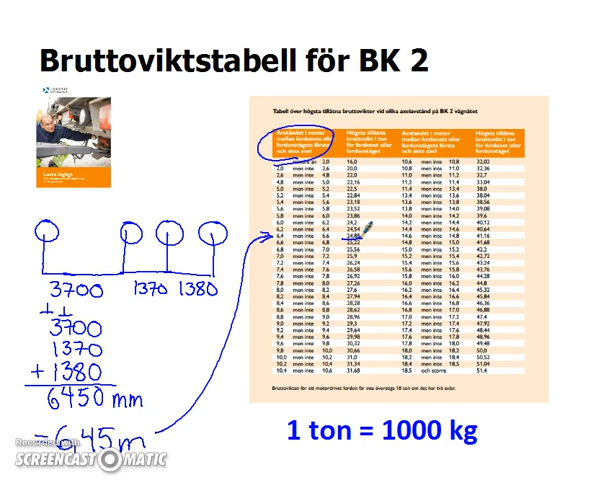 Bruttoviktstabell för BK 2
Lasta lagligt
Tabell över högsta tillåtna bruttovikter vid olika axelavstånd på BK 2 vägnätet
Avståndet i meter mellan fordonets eller fordonstågets första och sista axel
Högsta tillåtna bruttovikt i ton för fordonet eller fordonståget
Avståndet i meter mellan fordonets eller fordonstågets första och sista axel
Högsta tillåtna bruttovikt i ton för fordonet eller fordonståget
än 2,0 16,0 10,6 men inte 10,8 32,02
2,0 men inte 2,6 20,0 10,8 men inte 11,0 32,36
2,6 men inte 4,8 22,0 11,0 men inte 11,2 32,7
4,8 men inte 5,0 22,16 11,2 men inte 11,4 33,04
5,0 men inte 5,2 22,5 11,4 men inte 13,4 38,0
5,2 men inte 5,4 22,84 13,4 men inte 13,6 38,04
5,4 men inte 5,6 23,18 13,6 men inte 13,8 38,56
5,6 men inte 5,8 23,52 13,8 men inte 14,0 39,08
5,8 men inte 6,0 23,86 14,0 men inte 14,2 39,6
6,0 men inte 6,2 24,2 14,2 men inte 14,4 40,12
6,2 men inte 6,4 24,54 14,4 men inte 14,6 40,64
6,4 men inte 6,6 24,88 14,6 men inte 14,8 41,16
6,6 men inte 6,8 25,22 14,8 men inte 15,0 41,68
6,8 men inte 7,0 25,56 15,0 men inte 15,2 42,2
7,0 men inte 7,2 25,9 15,2 men inte 15,4 42,72
7,2 men inte 7,4 26,24 15,4 men inte 15,6 43,24
7,4 men inte 7,6 26,58 15,6 men inte 15,8 43,76
7,6 men inte 7,8 26,92 15,8 men inte 16,0 44,28
7,8 men inte 8,0 27,26 16,0 men inte 16,2 44,8
8,0 men inte 8,2 27,6 16,2 men inte 16,4 45,32
8,2 men inte 8,4 27,94 16,4 men inte 16,6 45,84
8,4 men inte 8,6 28,28 16,6 men inte 16,8 46,36
8,6 men inte 8,8 28,62 16,8 men inte 17,0 46,88
8,8 men inte 9,0 28,96 17,0 men inte 17,2 47,4
9,0 men inte 9,2 29,3 17,2 men inte 17,4 47,92
9,2 men inte 9,4 29,64 17,4 men inte 17,6 48,44
9,4 men inte 9,6 29,98 17,6 men inte 17,8 48,96
9,6 men inte 9,8 30,32 17,8 men inte 18,0 49,48
9,8 men inte 10,0 30,66 18,0 men inte 18,2 50,0
10,0 men inte 10,2 31,0 18,2 men inte 18,4 50,52
10,2 men inte 10,4 31,34 18,4 men inte 18,5 51,04
10,4 men inte 10,6 31,68 18,5 och större 51,4
Bruttovikten för ett motordrivet fordon får inte överstiga 18 ton om det har två axlar.
3700 1370 1380
1 1
3700
1370
+ 1380
6450 mm
= 6,45 m
1 ton = 1000 kg
Recorded with
SCREENCAST MATIC